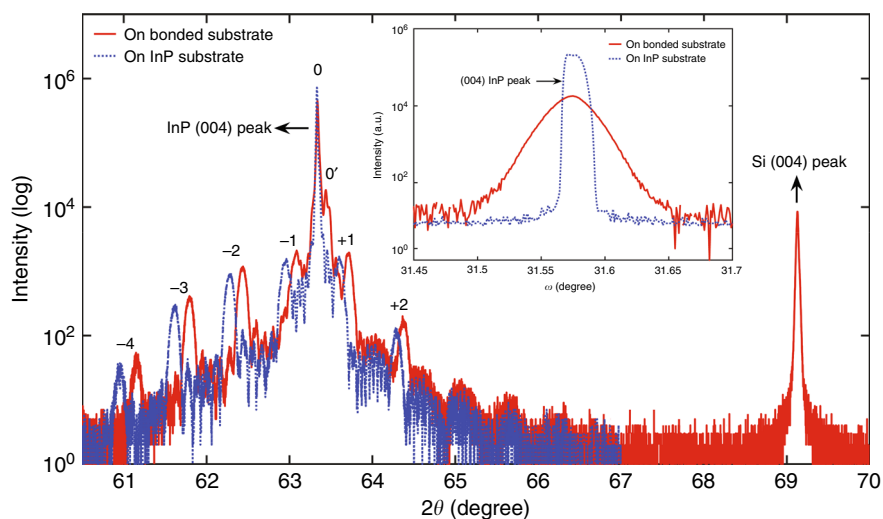 On bonded substrate
On InP substrate
0
InP (004) peak
0′
−1
+1
−2
−3
−4
+2
Si (004) peak
10⁶
10⁴
10²
10⁰
Intensity (log)
61
62
63
64
65
66
67
68
69
70
2θ (degree)
On bonded substrate
On InP substrate
(004) InP peak
10⁶
10⁴
10²
10⁰
Intensity (a.u.)
31.45
31.5
31.55
31.6
31.65
31.7
ω (degree)